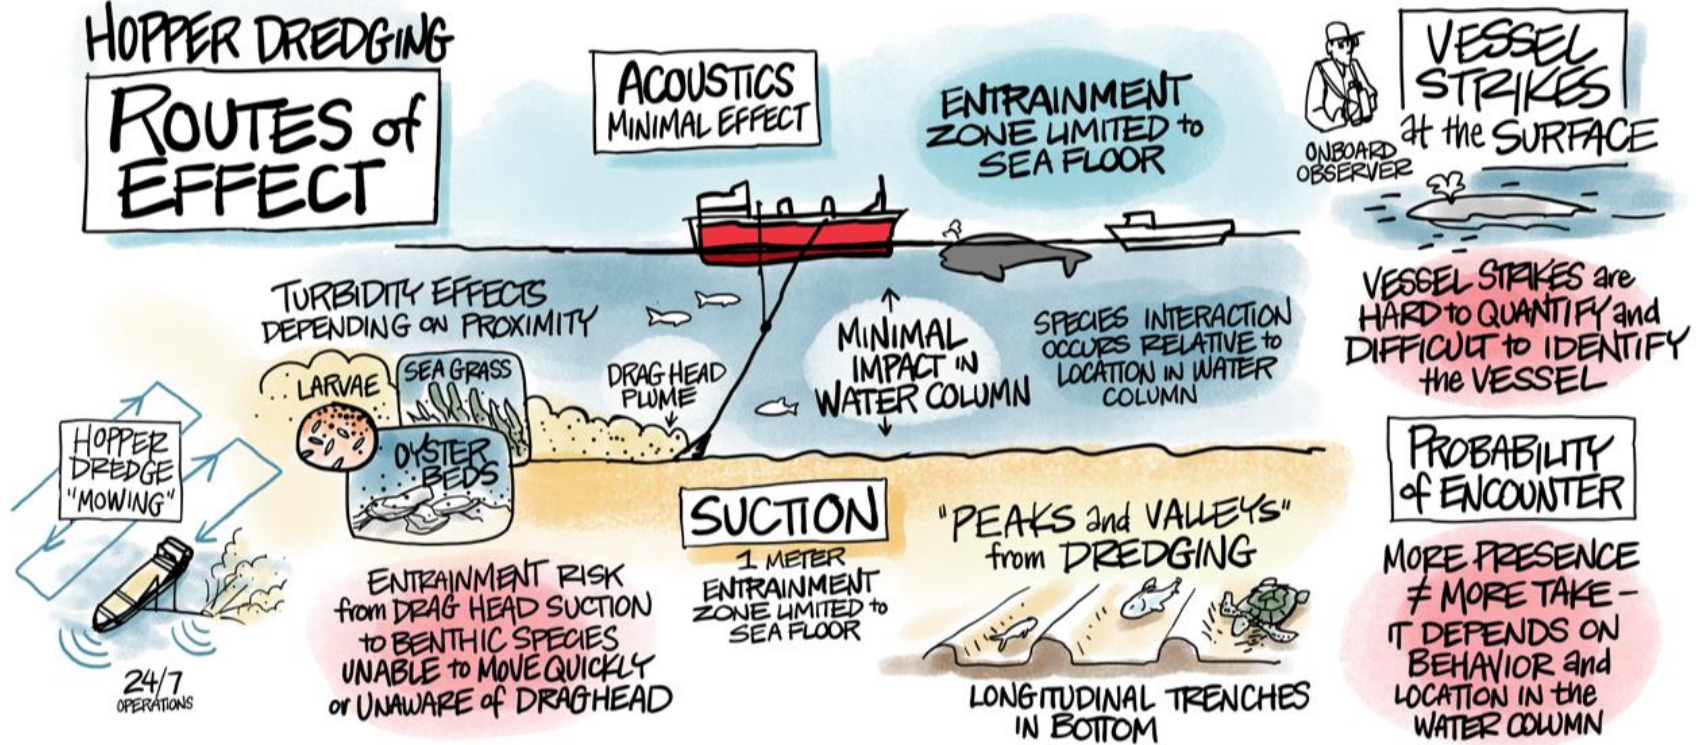 HOPPER DREDGING
ROUTES of
EFFECT
ACOUSTICS
MINIMAL EFFECT
ENTRAINMENT
ZONE LIMITED to
SEA FLOOR
ONBOARD
OBSERVER
VESSEL
STRIKES
at the SURFACE
TURBIDITY EFFECTS
DEPENDING ON PROXIMITY
LARVAE
SEA GRASS
OYSTER
BEDS
DRAG HEAD
PLUME
MINIMAL
IMPACT IN
WATER COLUMN
SPECIES INTERACTION
OCCURS RELATIVE to
LOCATION IN WATER
COLUMN
VESSEL STRIKES are
HARD to QUANTIFY and
DIFFICULT to IDENTIFY
the VESSEL
HOPPER
DREDGE
"MOWING"
24/7
OPERATIONS
ENTRAINMENT RISK
from DRAG HEAD SUCTION
to BENTHIC SPECIES
UNABLE to MOVE QUICKLY
or UNAWARE of DRAGHEAD
SUCTION
1 METER
ENTRAINMENT
ZONE LIMITED to
SEA FLOOR
"PEAKS and VALLEYS"
from DREDGING
LONGITUDINAL TRENCHES
IN BOTTOM
PROBABILITY
of ENCOUNTER
MORE PRESENCE
≠ MORE TAKE –
IT DEPENDS ON
BEHAVIOR and
LOCATION IN the
WATER COLUMN